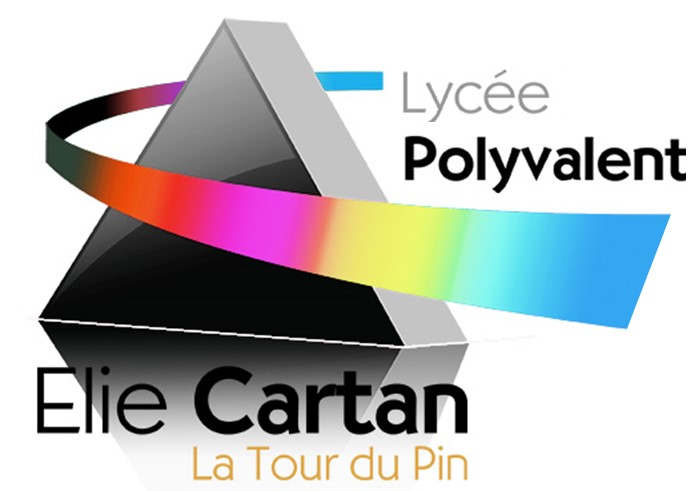 Lycée
Polyvalent
Elie Cartan
La Tour du Pin